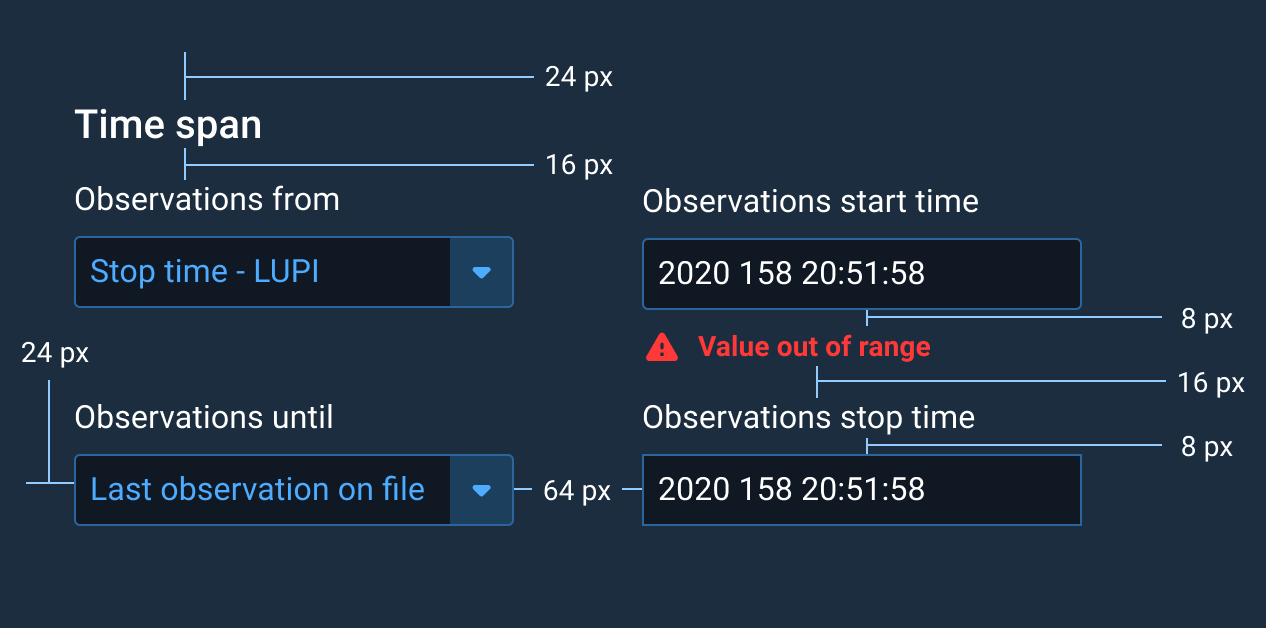 24 px
Time span
16 px
Observations from
Observations start time
Stop time - LUPI
2020 158 20:51:58
8 px
Value out of range
24 px
16 px
Observations until
Observations stop time
8 px
Last observation on file
64 px
2020 158 20:51:58